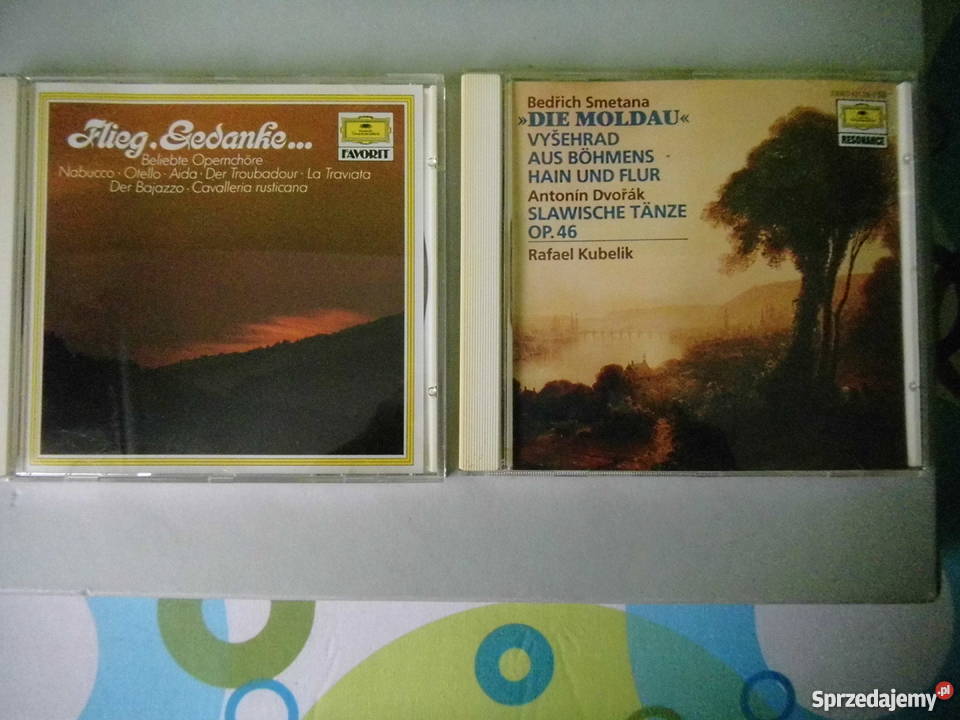 Flieg, Gedanke...
Beliebte Opernchöre
Nabucco · Otello · Aida · Der Troubadour · La Traviata
Der Bajazzo · Cavalleria rusticana
FAVORIT
Bedřich Smetana
»DIE MOLDAU«
VYŠEHRAD
AUS BÖHMENS
HAIN UND FLUR
Antonín Dvořák
SLAWISCHE TÄNZE
OP. 46
Rafael Kubelik
RESONANCE
Sprzedajemy.pl